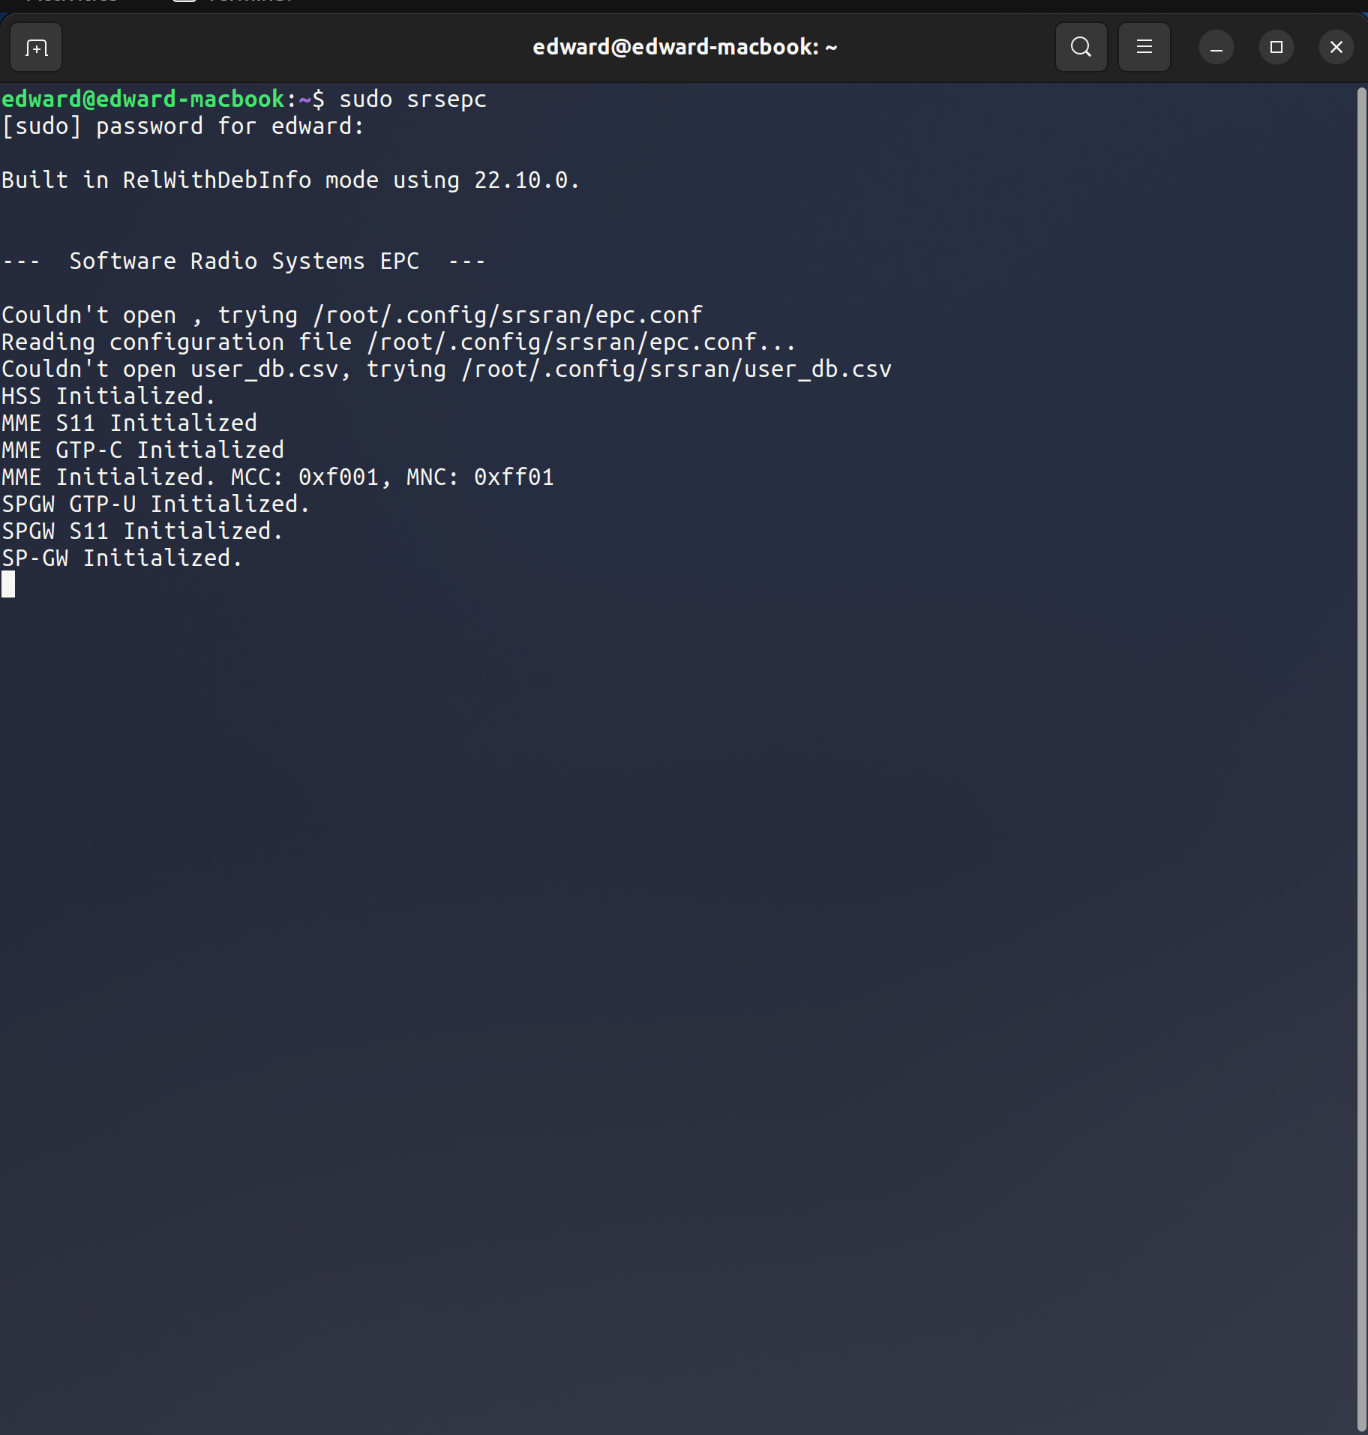 edward@edward-macbook: ~
edward@edward-macbook:~$ sudo srsepc
[sudo] password for edward:
Built in RelWithDebInfo mode using 22.10.0.
---  Software Radio Systems EPC  ---
Couldn't open , trying /root/.config/srsran/epc.conf
Reading configuration file /root/.config/srsran/epc.conf...
Couldn't open user_db.csv, trying /root/.config/srsran/user_db.csv
HSS Initialized.
MME S11 Initialized
MME GTP-C Initialized
MME Initialized. MCC: 0xf001, MNC: 0xff01
SPGW GTP-U Initialized.
SPGW S11 Initialized.
SP-GW Initialized.